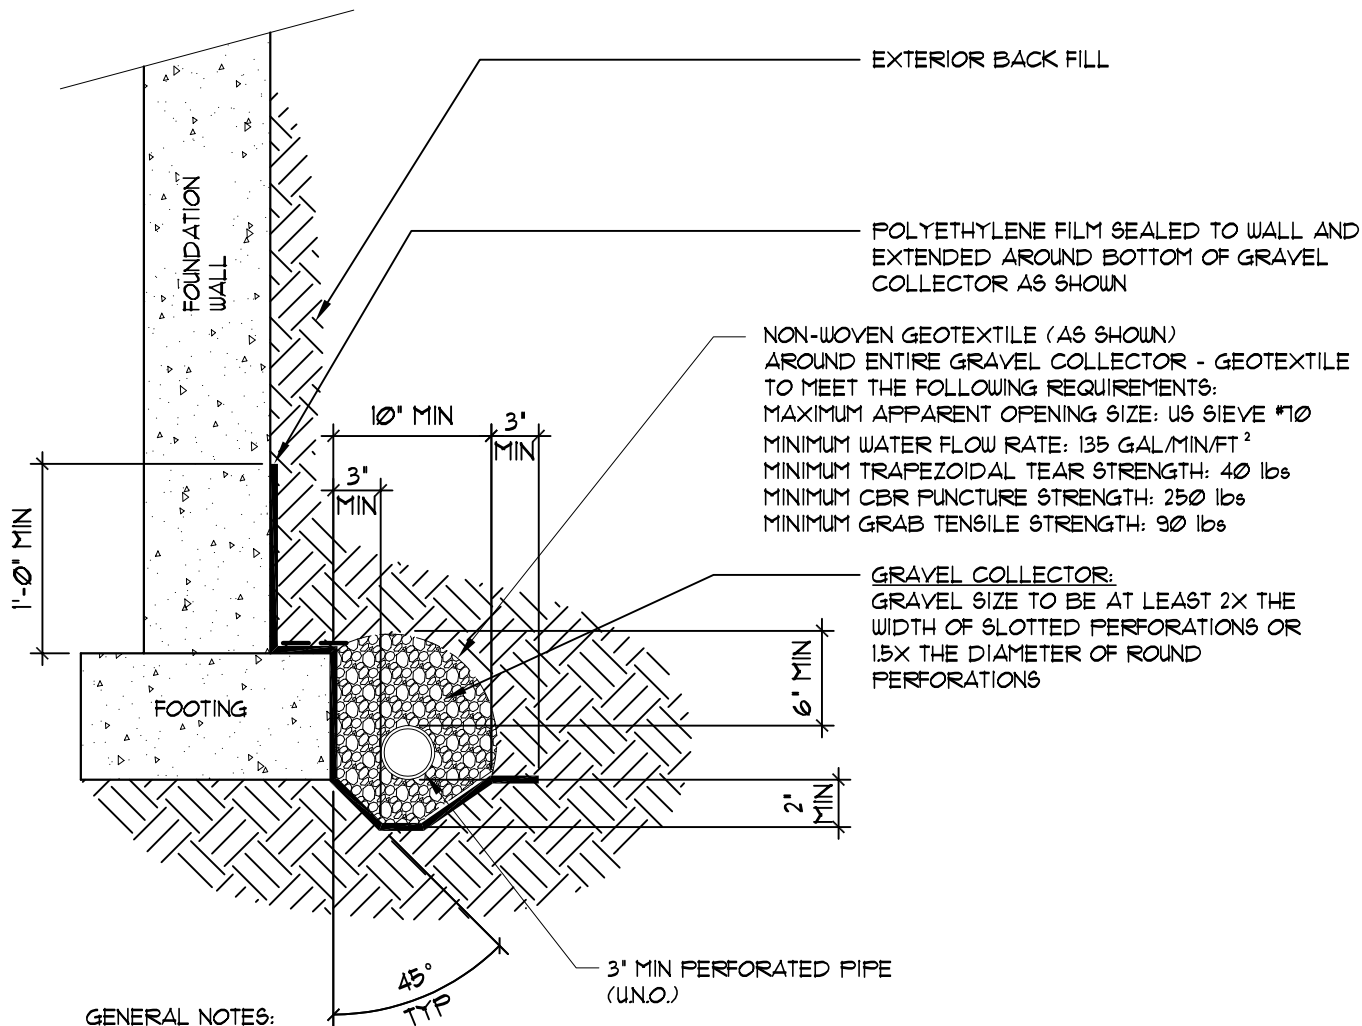 EXTERIOR BACK FILL
POLYETHYLENE FILM SEALED TO WALL AND
EXTENDED AROUND BOTTOM OF GRAVEL
COLLECTOR AS SHOWN
NON-WOVEN GEOTEXTILE (AS SHOWN)
AROUND ENTIRE GRAVEL COLLECTOR - GEOTEXTILE
TO MEET THE FOLLOWING REQUIREMENTS:
MAXIMUM APPARENT OPENING SIZE: US SIEVE #70
MINIMUM WATER FLOW RATE: 135 GAL/MIN/FT²
MINIMUM TRAPEZOIDAL TEAR STRENGTH: 40 lbs
MINIMUM CBR PUNCTURE STRENGTH: 250 lbs
MINIMUM GRAB TENSILE STRENGTH: 90 lbs
GRAVEL COLLECTOR:
GRAVEL SIZE TO BE AT LEAST 2X THE
WIDTH OF SLOTTED PERFORATIONS OR
1.5X THE DIAMETER OF ROUND
PERFORATIONS
FOUNDATION
WALL
10" MIN
3"
MIN
3"
MIN
1'-0" MIN
FOOTING
6" MIN
2"
MIN
3" MIN PERFORATED PIPE
(U.N.O.)
45°
TYP
GENERAL NOTES: